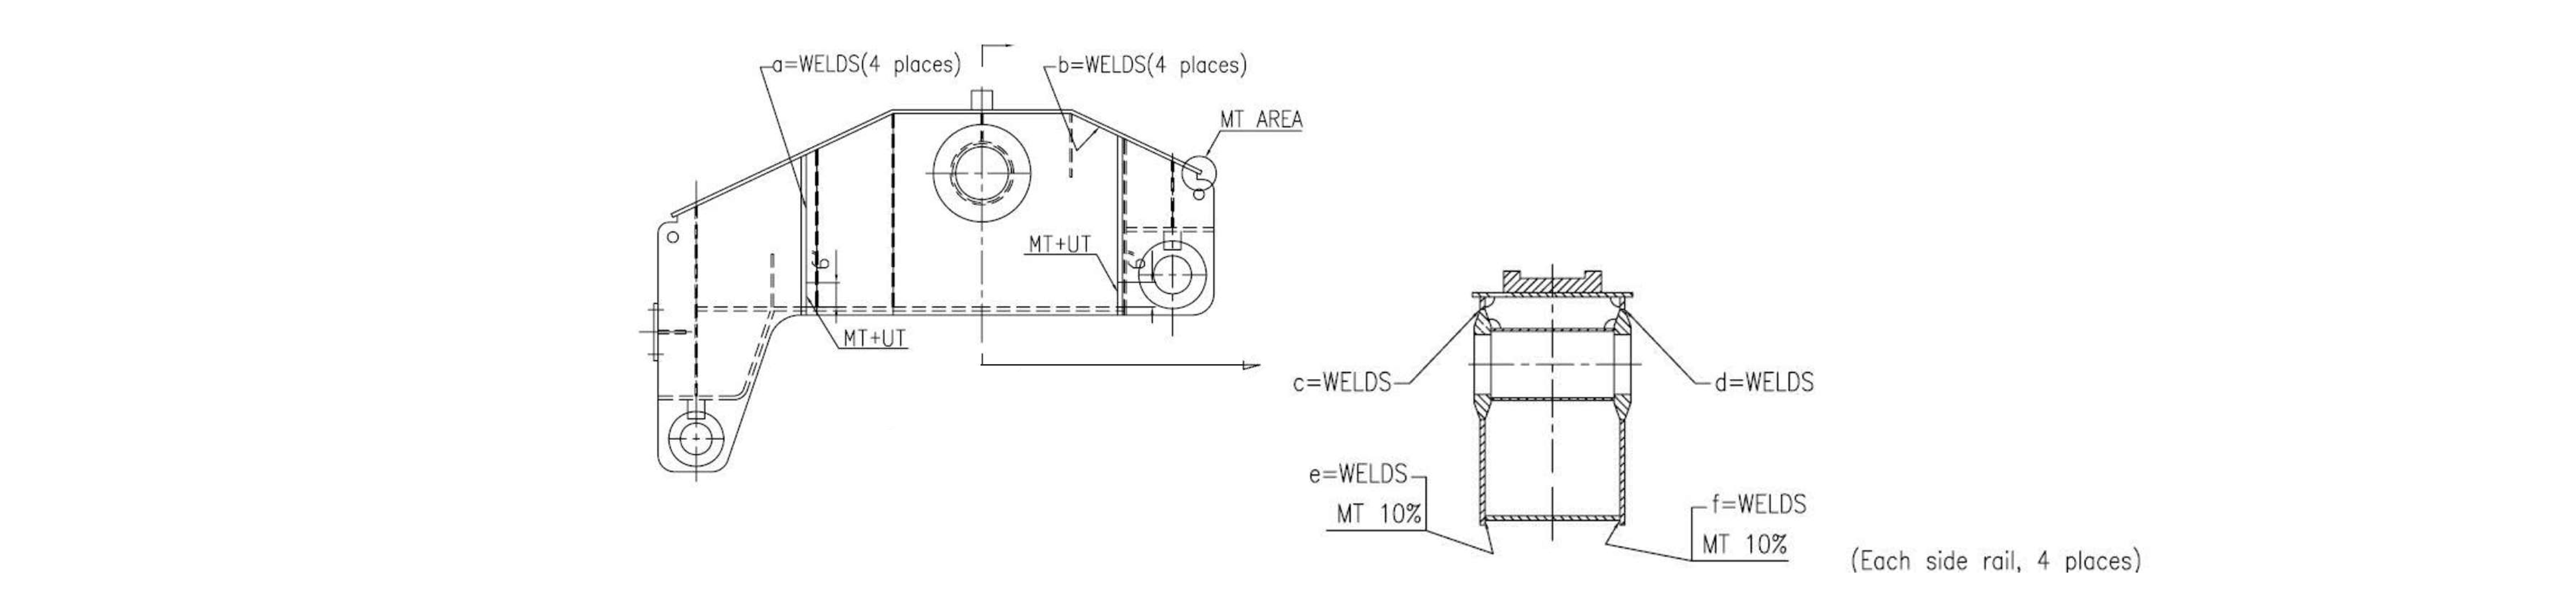 a=WELDS(4 places)
b=WELDS(4 places)
MT AREA
MT+UT
MT+UT
c=WELDS
d=WELDS
e=WELDS
MT 10%
f=WELDS
MT 10%
(Each side rail, 4 places)